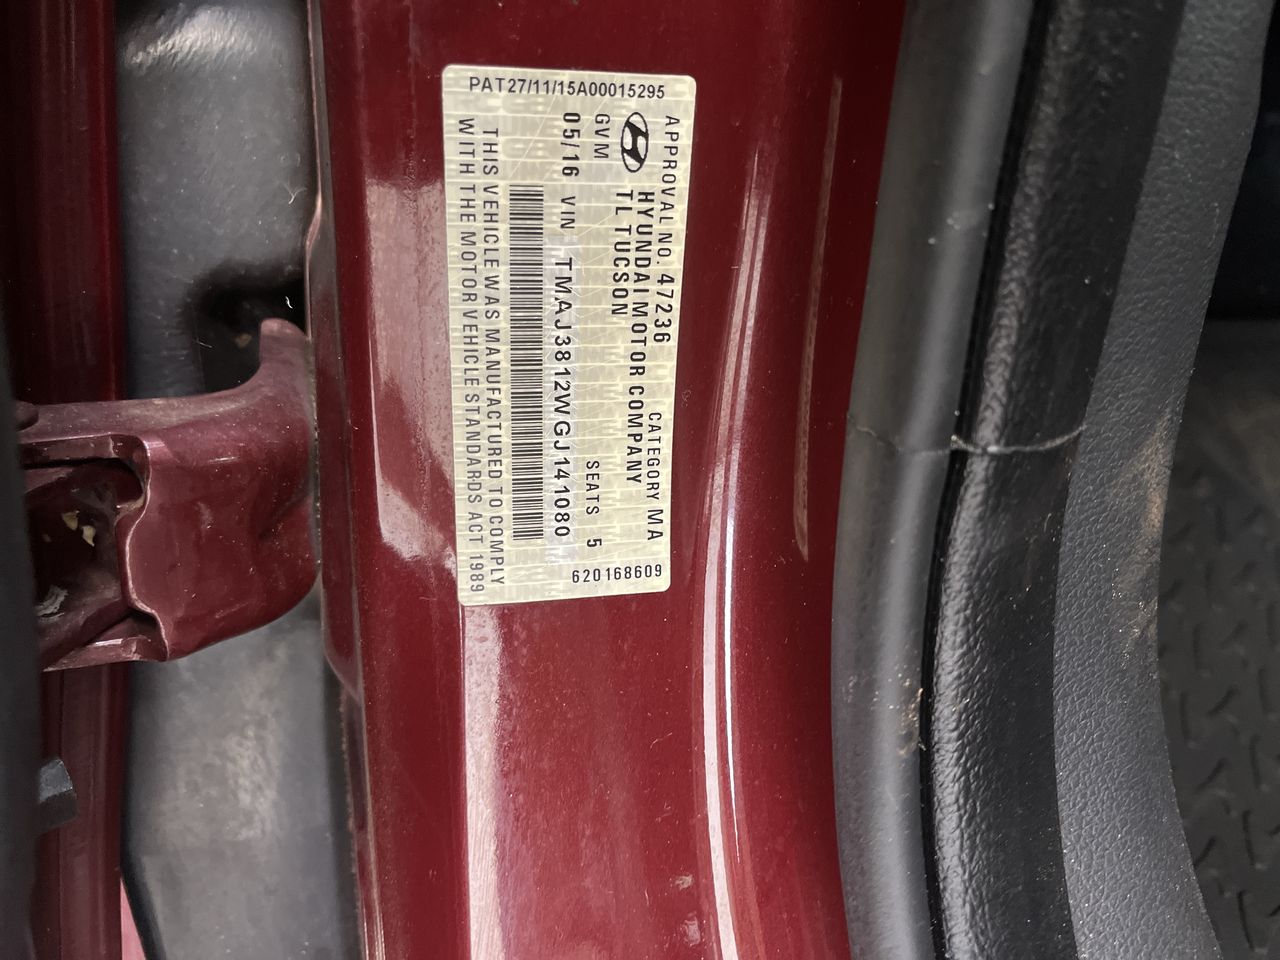 APPROVAL NO. 47236 CATEGORY MA
HYUNDAI MOTOR COMPANY
TL TUCSON
GVM SEATS 5
05/16 VIN TMAJ3812WGJ141080
THIS VEHICLE WAS MANUFACTURED TO COMPLY
WITH THE MOTOR VEHICLE STANDARDS ACT 1989
PAT27/11/15A00015295
620168609